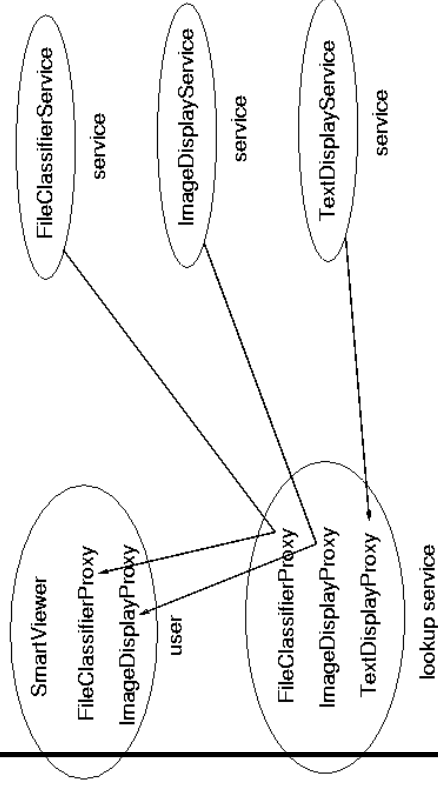 FileClassifierService
service
ImageDisplayService
service
TextDisplayService
service
SmartViewer
FileClassifierProxy
ImageDisplayProxy
user
FileClassifierProxy
ImageDisplayProxy
TextDisplayProxy
lookup service